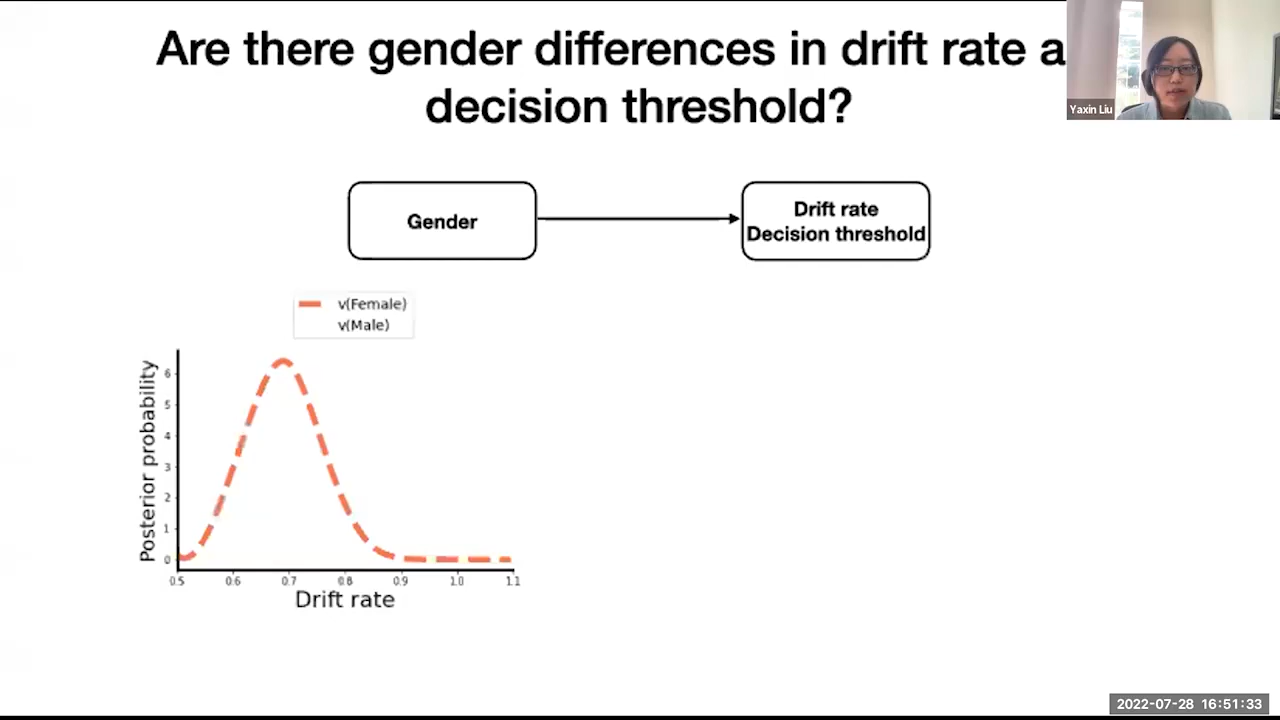 Are there gender differences in drift rate a
decision threshold?
Yaxin Liu
Gender
Drift rate
Decision threshold
v(Female)
v(Male)
Posterior probability
6
5
4
3
2
1
0
0.5 0.6 0.7 0.8 0.9 1.0 1.1
Drift rate
2022-07-28 16:51:33